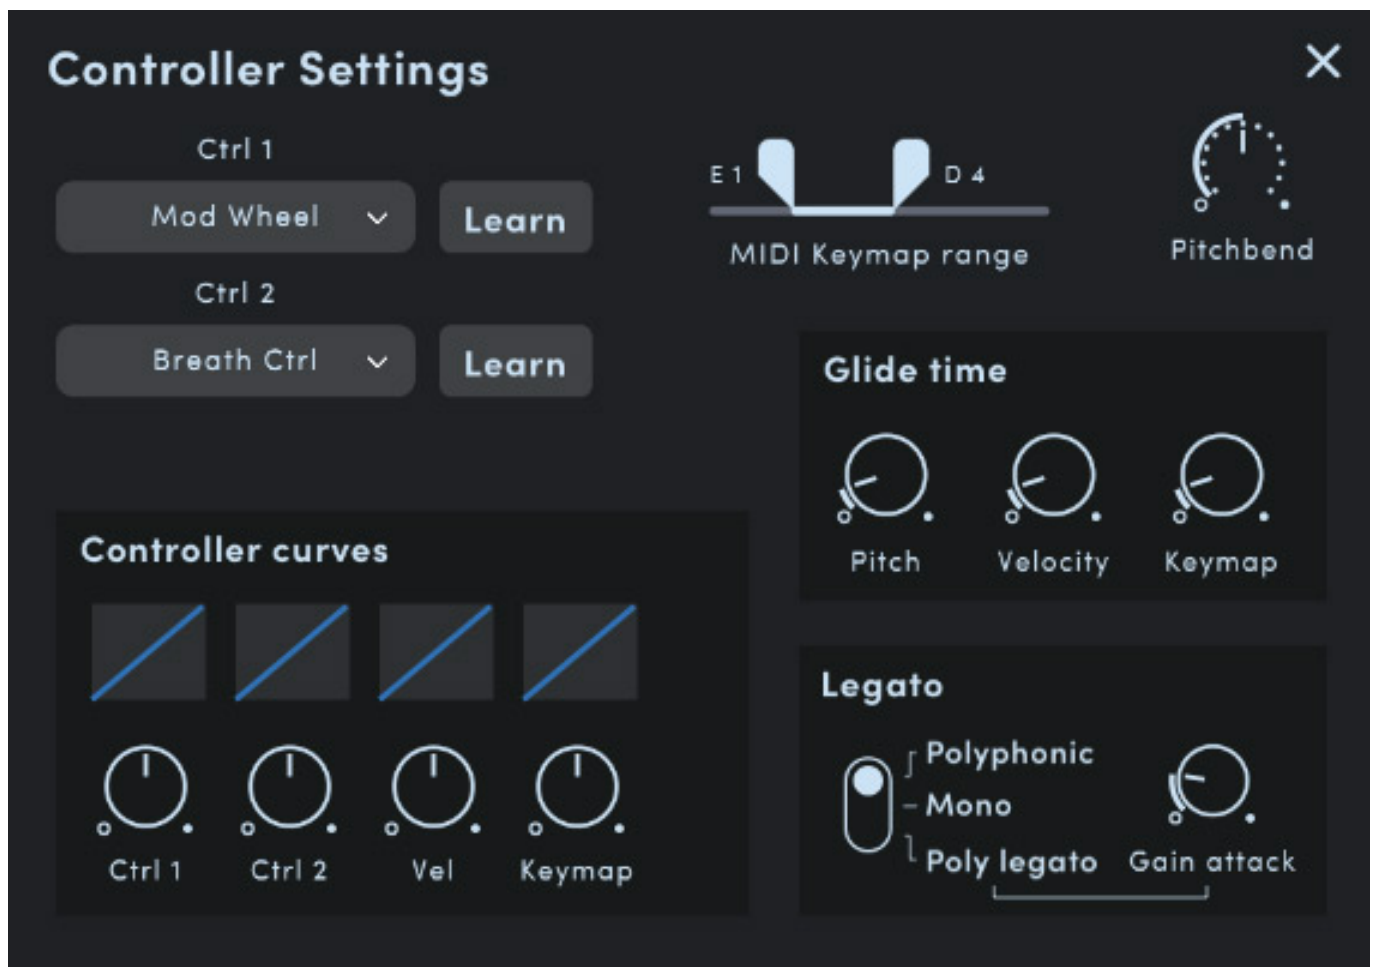 Controller Settings
Ctrl 1
Mod Wheel
Learn
Ctrl 2
Breath Ctrl
Learn
E 1
D 4
MIDI Keymap range
Pitchbend
Glide time
Pitch
Velocity
Keymap
Controller curves
Ctrl 1
Ctrl 2
Vel
Keymap
Legato
Polyphonic
Mono
Poly legato
Gain attack